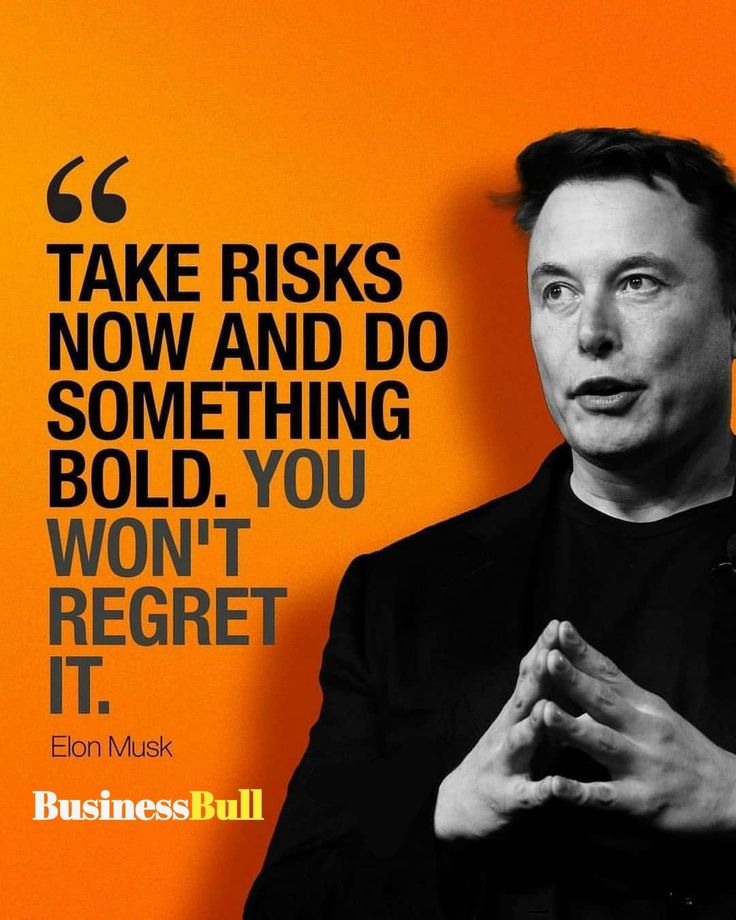 “
TAKE RISKS
NOW AND DO
SOMETHING
BOLD. YOU
WON'T
REGRET
IT.
Elon Musk
BusinessBull